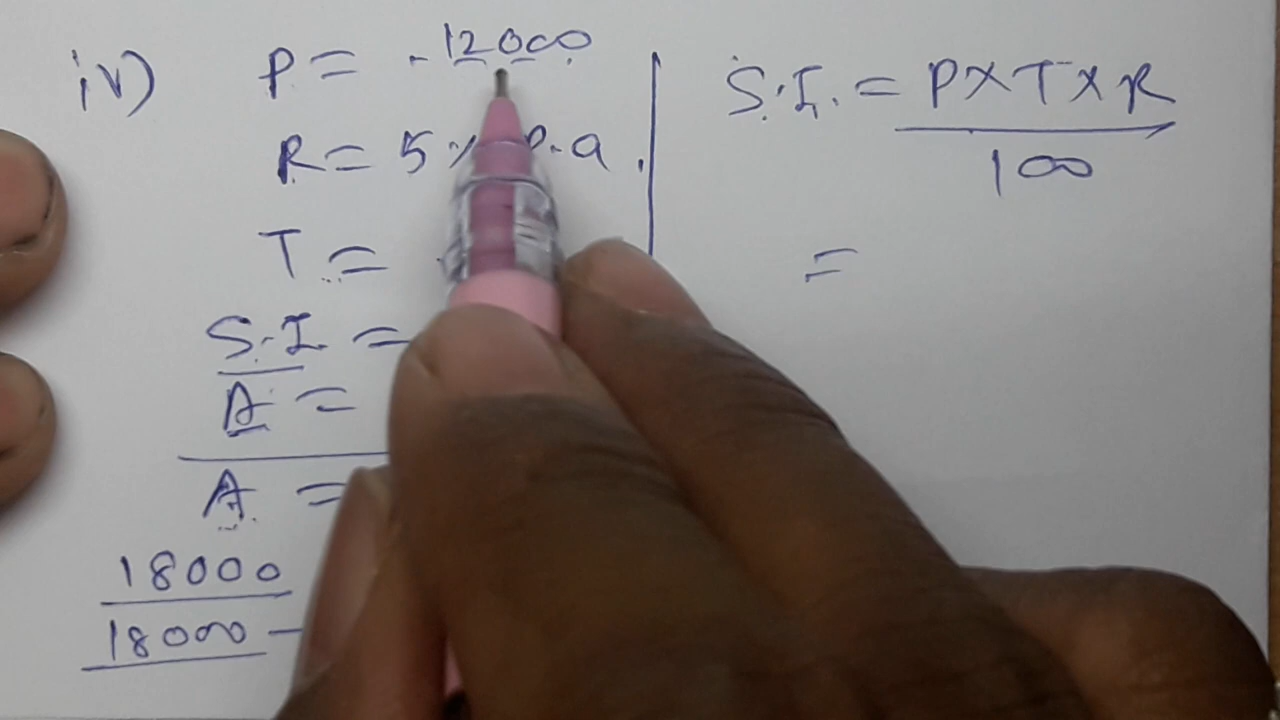 iv) P = 12000
R = 5 % P.a.
T =
S.I =
A =
A =
18000
18000 -
S.I. = P X T X R
100
=